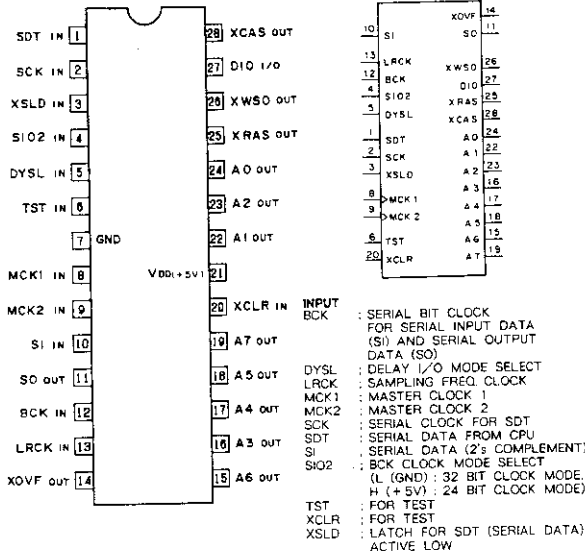 SDT IN 1
SCK IN 2
XSLD IN 3
SIO2 IN 4
DYSL IN 5
TST IN 6
7 GND
MCK1 IN 8
MCK2 IN 9
SI IN 10
SO OUT 11
BCK IN 12
LRCK IN 13
XOVF OUT 14
28 XCAS OUT
27 DIO I/O
26 XWSO OUT
25 XRAS OUT
24 A0 OUT
23 A2 OUT
22 A1 OUT
VDD(+5V) 21
20 XCLR IN
19 A7 OUT
18 A5 OUT
17 A4 OUT
16 A3 OUT
15 A6 OUT
10 SI
13 LRCK
12 BCK
4 SIO2
5 DYSL
1 SDT
2 SCK
3 XSLD
8 MCK1
9 MCK2
6 TST
20 XCLR
XOVF 14
SO 11
XWSO 26
DIO 27
XRAS 25
XCAS 28
A0 24
A1 22
A2 23
A3 16
A4 17
A5 18
A6 15
A7 19
INPUT
BCK : SERIAL BIT CLOCK
FOR SERIAL INPUT DATA
(SI) AND SERIAL OUTPUT
DATA (SO)
DYSL : DELAY I/O MODE SELECT
LRCK : SAMPLING FREQ. CLOCK
MCK1 : MASTER CLOCK 1
MCK2 : MASTER CLOCK 2
SCK : SERIAL CLOCK FOR SDT
SDT : SERIAL DATA FROM CPU
SI : SERIAL DATA (2's COMPLEMENT)
SIO2 : BCK CLOCK MODE SELECT
(L (GND) : 32 BIT CLOCK MODE,
H (+5V) : 24 BIT CLOCK MODE)
TST : FOR TEST
XCLR : FOR TEST
XSLD : LATCH FOR SDT (SERIAL DATA)
ACTIVE LOW